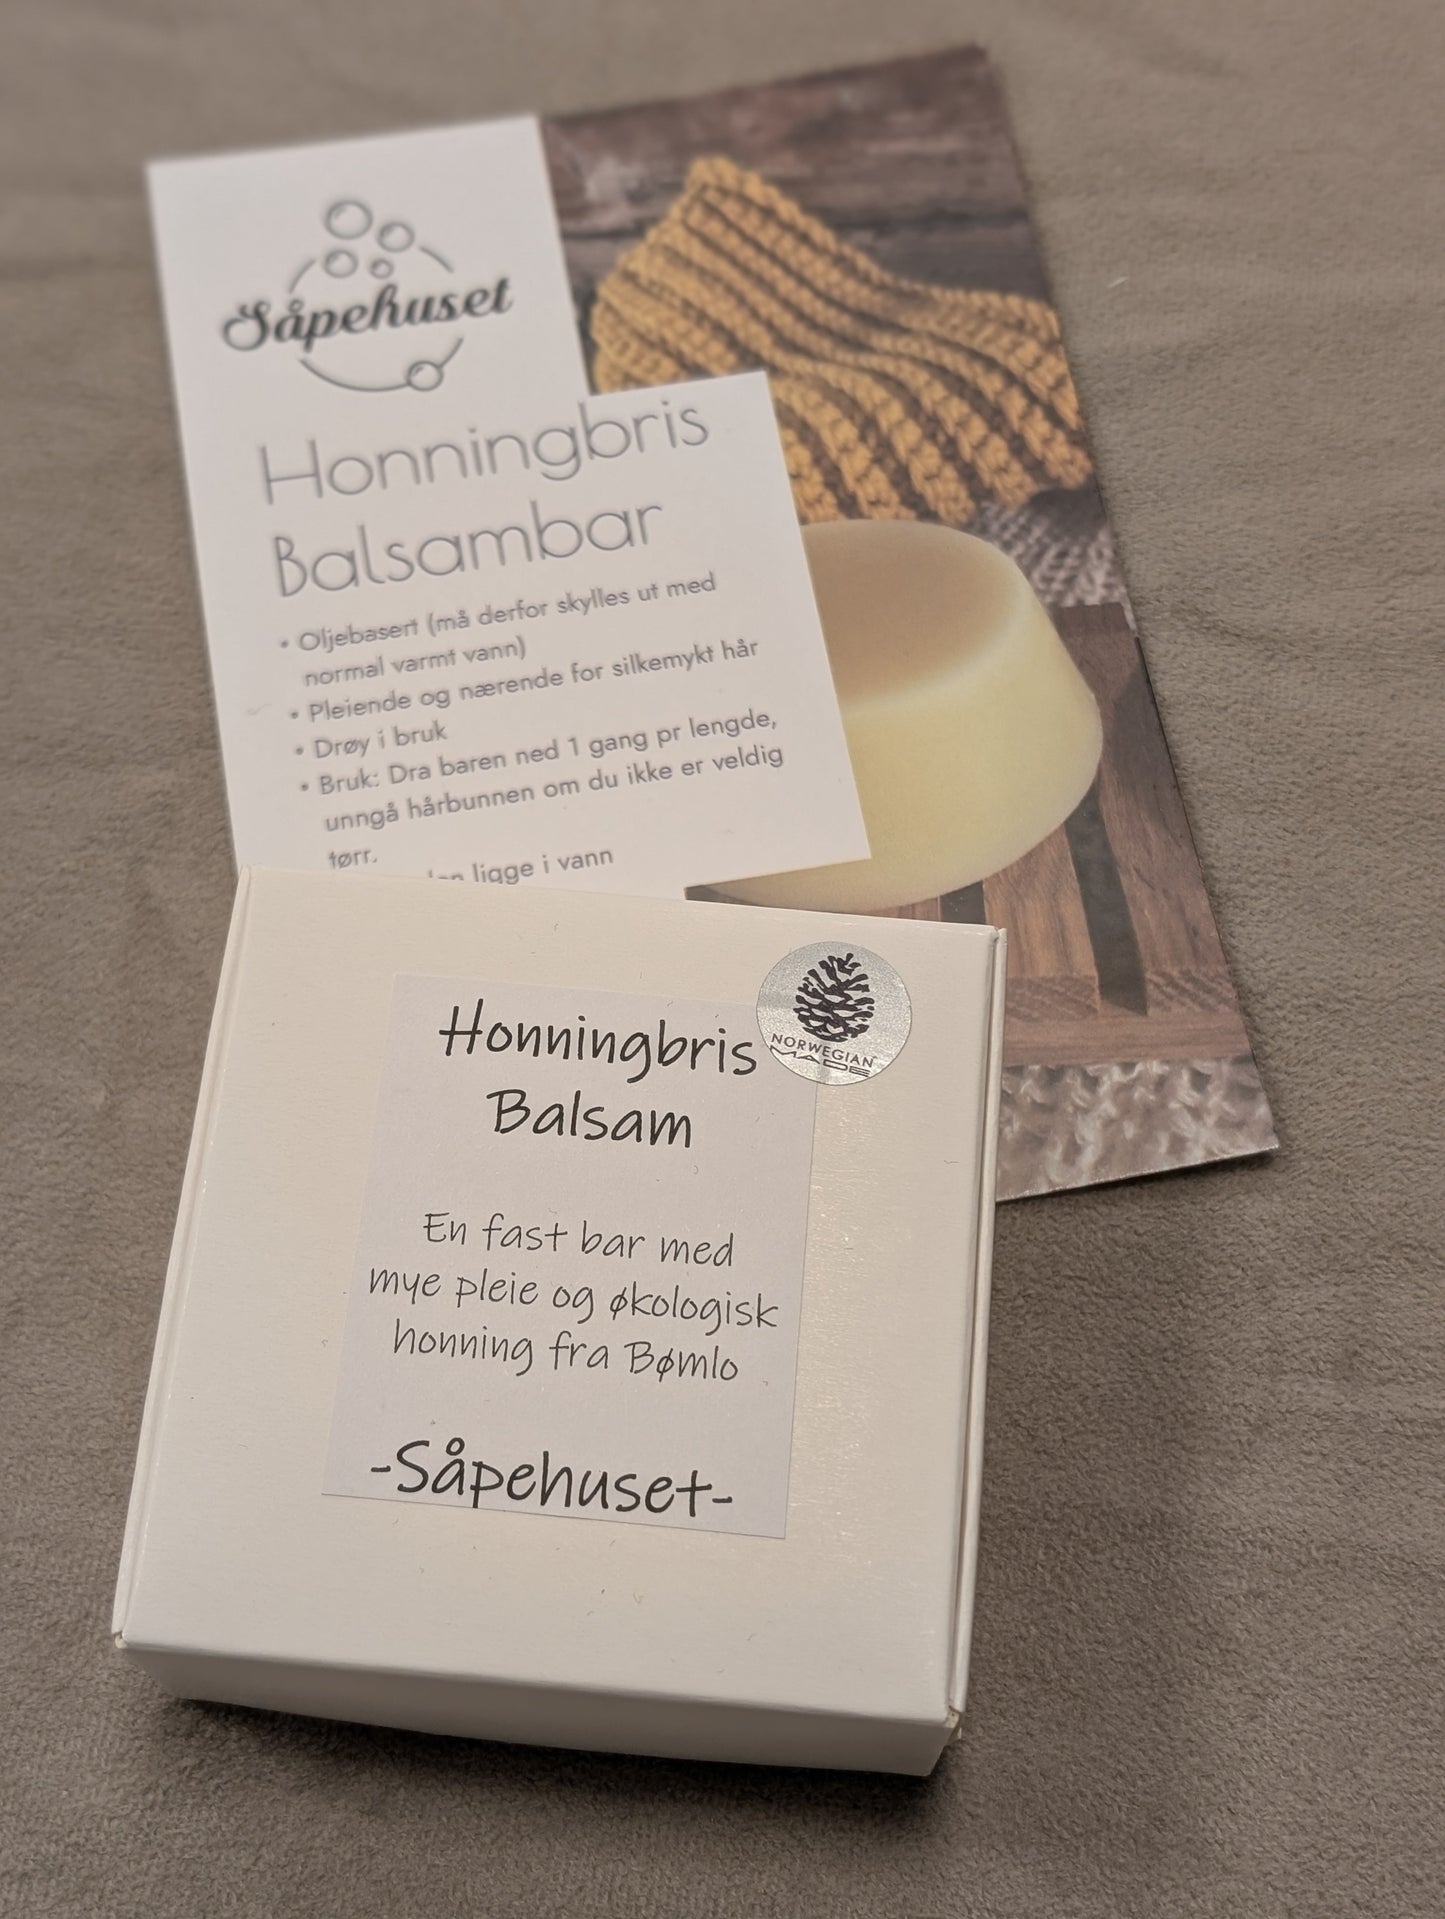 Såpehuset
Honningbris
Balsambar
• Oljebasert (må derfor skylles ut med
normal varmt vann)
• Pleiende og nærende for silkemykt hår
• Drøy i bruk
• Bruk: Dra baren ned 1 gang pr lengde,
unngå hårbunnen om du ikke er veldig
tørr.
ligge i vann
Honningbris
Balsam
NORWEGIAN
MADE
En fast bar med
mye pleie og økologisk
honning fra Bømlo
-Såpehuset-